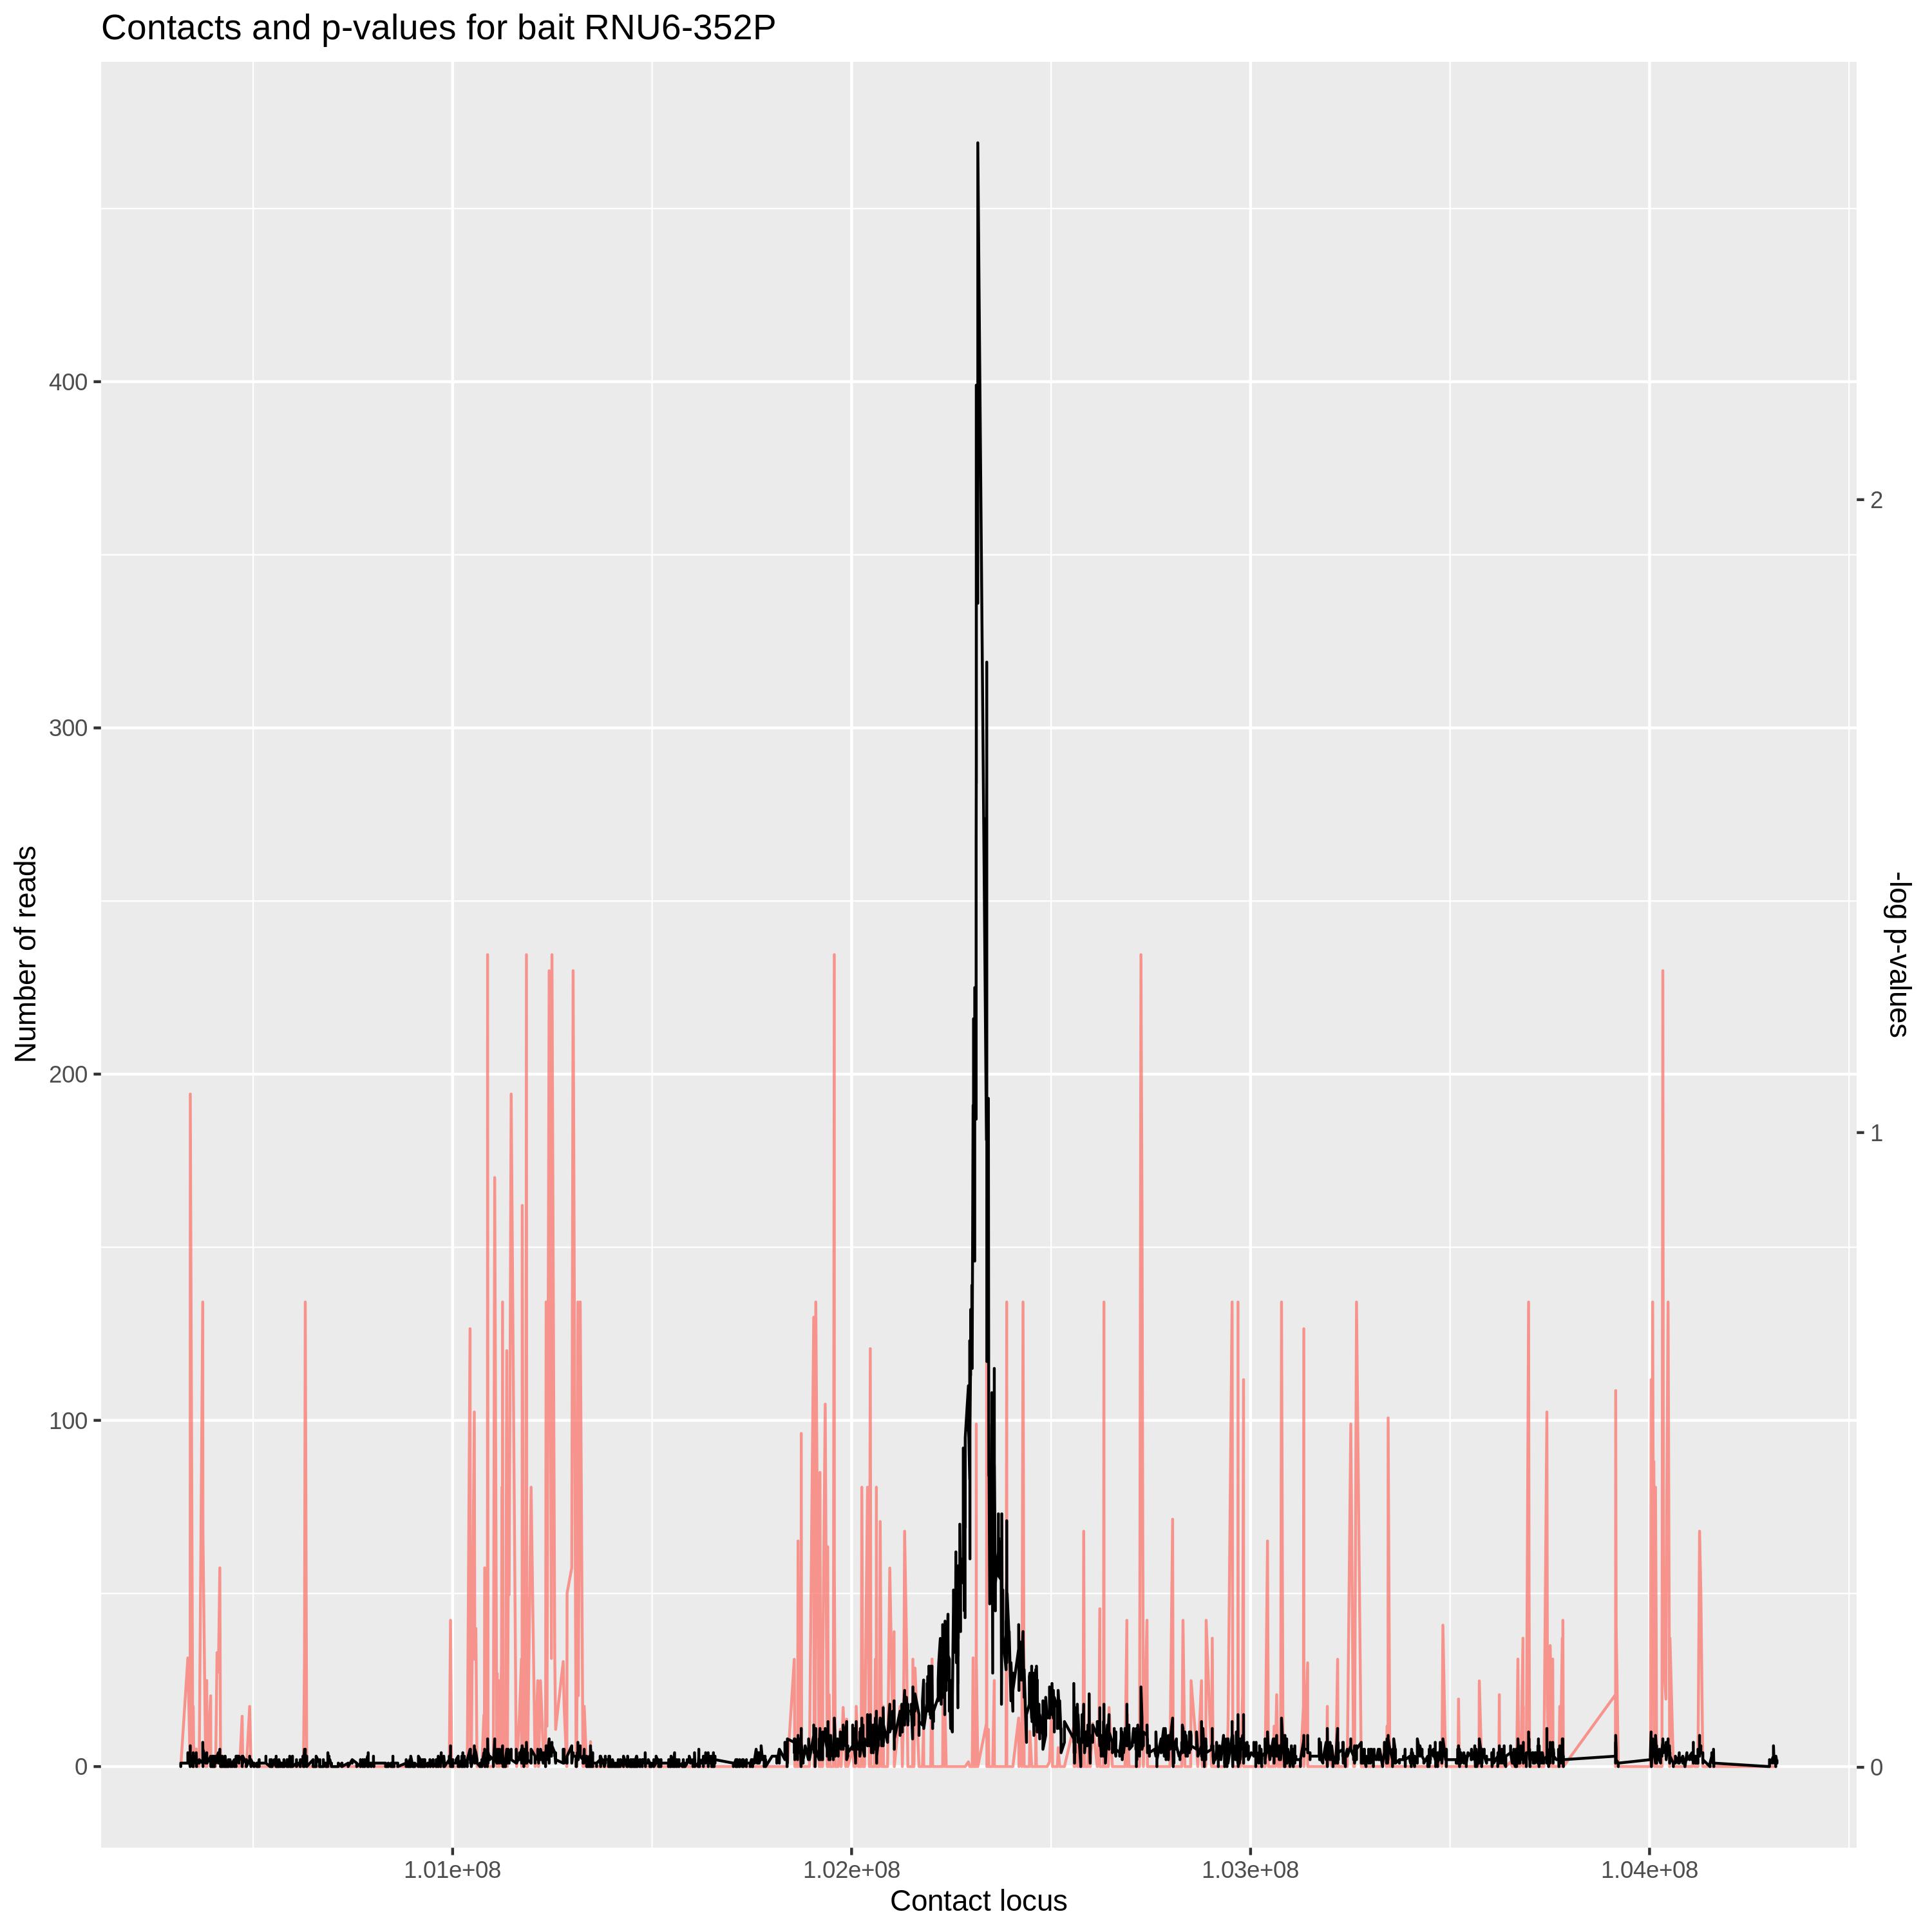 Contacts and p-values for bait RNU6-352P
400
300
200
100
0
Number of reads
2
1
0
-log p-values
1.01e+08 1.02e+08 1.03e+08 1.04e+08
Contact locus